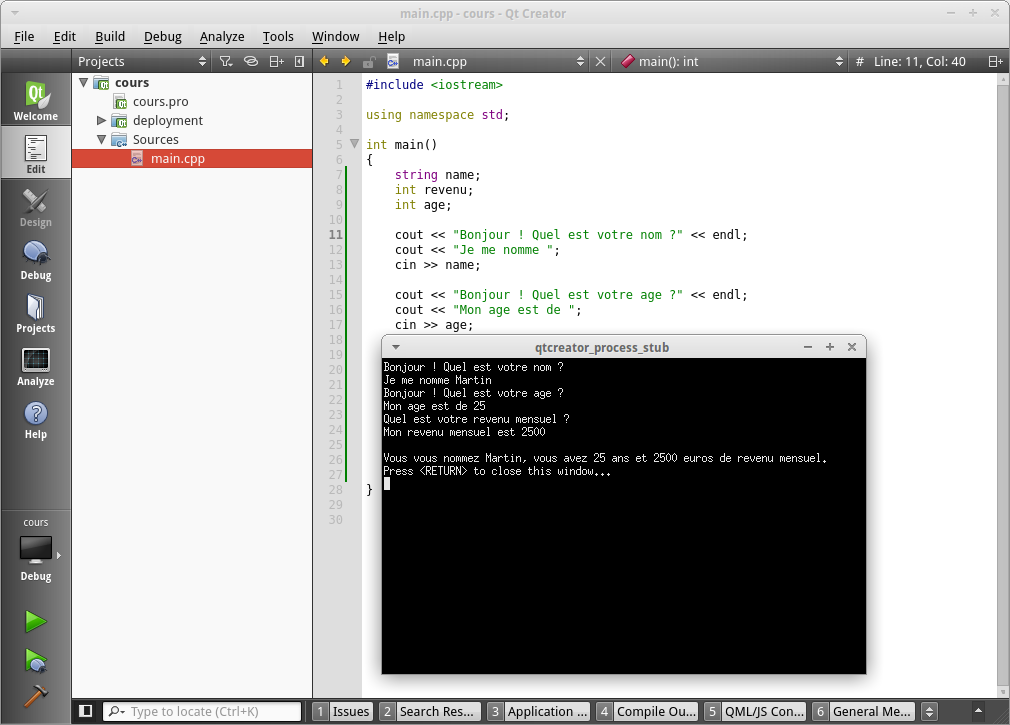 main.cpp - cours - Qt Creator
File Edit Build Debug Analyze Tools Window Help
Projects main.cpp main(): int # Line: 11, Col: 40
Welcome
Edit
Design
Debug
Projects
Analyze
Help
cours
Debug
cours
cours.pro
deployment
Sources
main.cpp
1 #include <iostream>
2
3 using namespace std;
4
5 int main()
6 {
7 string name;
8 int revenu;
9 int age;
10
11 cout << "Bonjour ! Quel est votre nom ?" << endl;
12 cout << "Je me nomme ";
13 cin >> name;
14
15 cout << "Bonjour ! Quel est votre age ?" << endl;
16 cout << "Mon age est de ";
17 cin >> age;
18
19
20
21
22
23
24
25
26
27
28 }
29
30
qtcreator_process_stub
Bonjour ! Quel est votre nom ?
Je me nomme Martin
Bonjour ! Quel est votre age ?
Mon age est de 25
Quel est votre revenu mensuel ?
Mon revenu mensuel est 2500
Vous vous nommez Martin, vous avez 25 ans et 2500 euros de revenu mensuel.
Press <RETURN> to close this window...
Type to locate (Ctrl+K) 1 Issues 2 Search Res... 3 Application ... 4 Compile Ou... 5 QML/JS Con... 6 General Me...